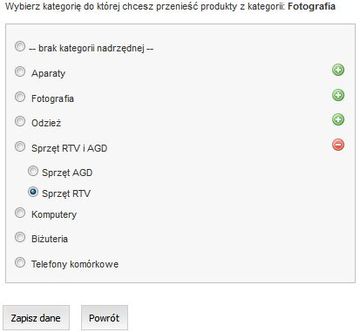 Wybierz kategorię do której chcesz przenieść produkty z kategorii: Fotografia
-- brak kategorii nadrzędnej --
Aparaty
Fotografia
Odzież
Sprzęt RTV i AGD
Sprzęt AGD
Sprzęt RTV
Komputery
Biżuteria
Telefony komórkowe
Zapisz dane Powrót